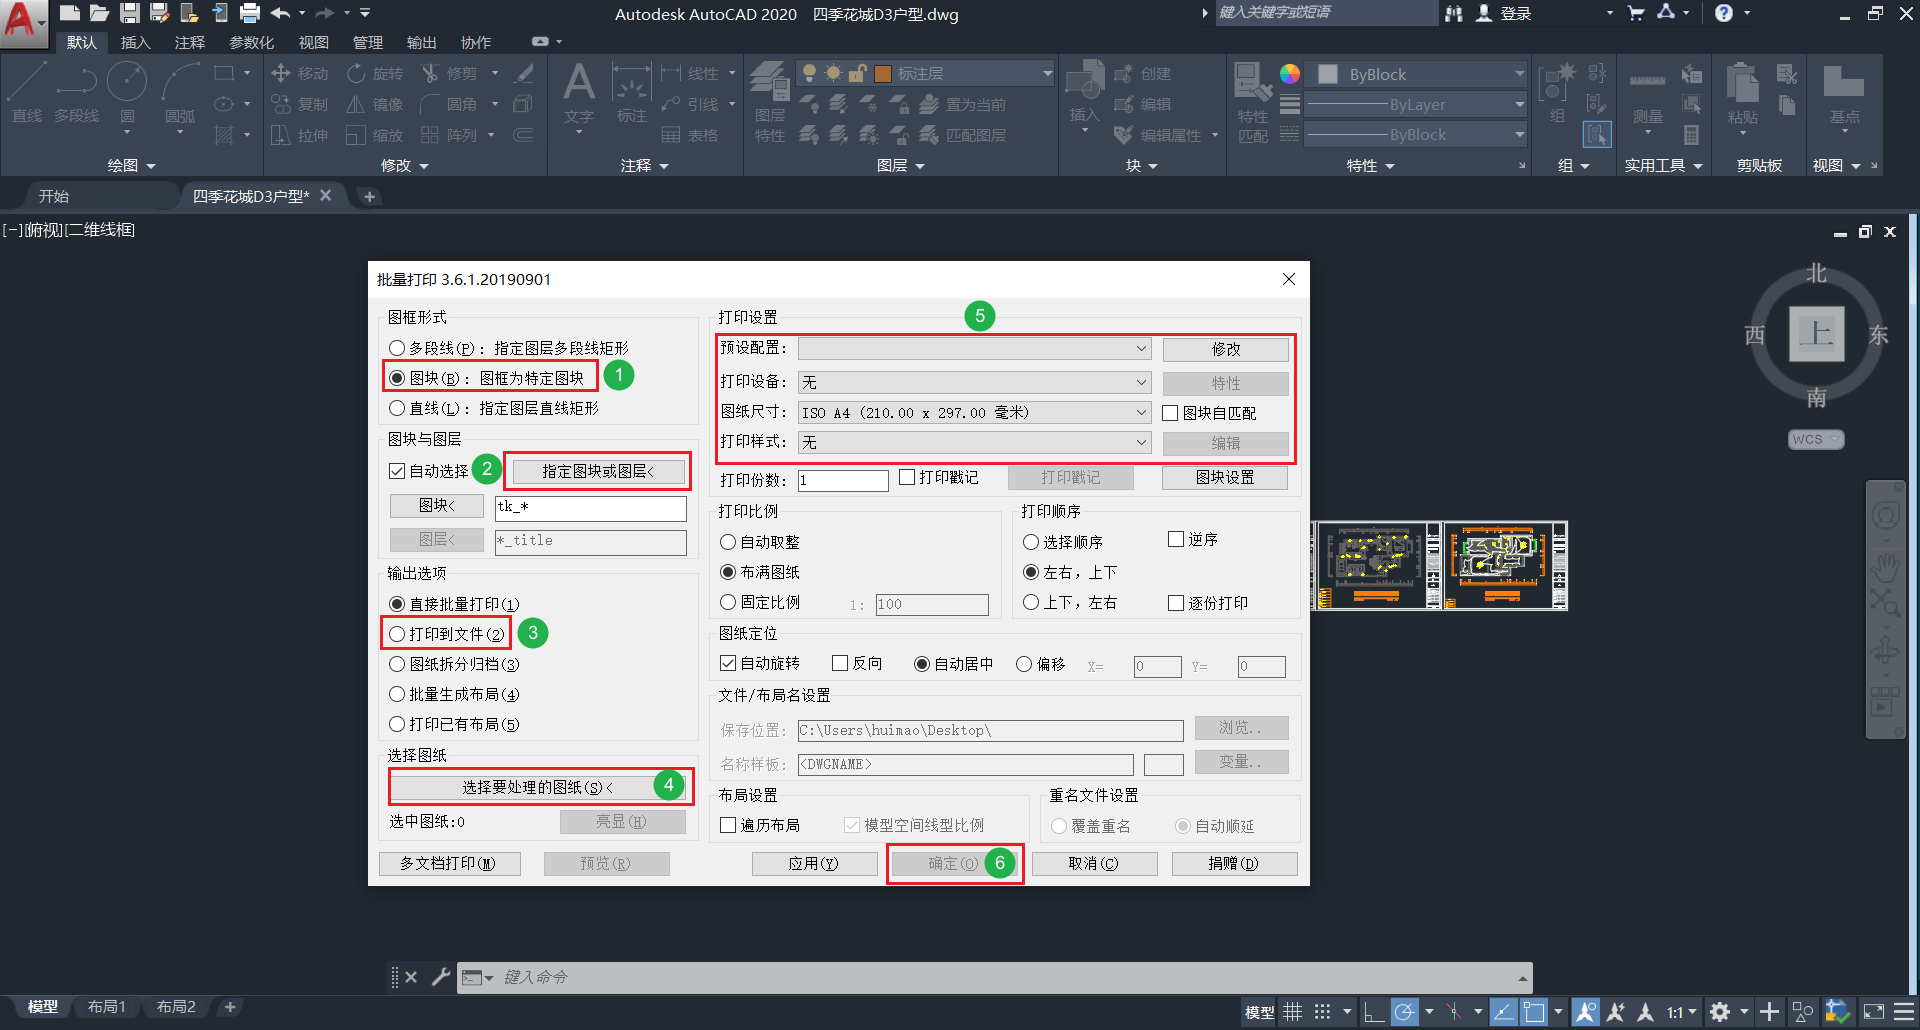 Autodesk AutoCAD 2020 四季花城D3户型.dwg
键入关键字或短语
登录
默认 插入 注释 参数化 视图 管理 输出 协作
直线 多段线 圆 圆弧
移动 旋转 修剪
复制 镜像 圆角
拉伸 缩放 阵列
文字 标注
线性
引线
表格
图层特性
标注层
置为当前
匹配图层
插入
创建
编辑
编辑属性
特性匹配
ByBlock
ByLayer
ByBlock
组
测量
粘贴
基点
绘图 修改 注释 图层 块 特性 组 实用工具 剪贴板 视图
开始 四季花城D3户型*
[−][俯视][二维线框]
北
西 上 东
南
WCS
批量打印 3.6.1.20190901
图框形式
多段线(P)：指定图层多段线矩形
图块(B)：图框为特定图块 1
直线(L)：指定图层直线矩形
图块与图层
自动选择 2 指定图块或图层<
图块< tk_*
图层< *_title
输出选项
直接批量打印(1)
打印到文件(2) 3
图纸拆分归档(3)
批量生成布局(4)
打印已有布局(5)
选择图纸
选择要处理的图纸(S)< 4
选中图纸:0 亮显(H)
多文档打印(M) 预览(R)
打印设置 5
预设配置： 修改
打印设备： 无 特性
图纸尺寸： ISO A4 (210.00 x 297.00 毫米) 图块自匹配
打印样式： 无 编辑
打印份数： 1 打印戳记 打印戳记 图块设置
打印比例
自动取整
布满图纸
固定比例 1: 100
打印顺序
选择顺序 逆序
左右，上下
上下，左右 逐份打印
图纸定位
自动旋转 反向 自动居中 偏移 X= 0 Y= 0
文件/布局名设置
保存位置： C:\Users\huimao\Desktop\ 浏览..
名称样板： <DWGNAME> 变量..
布局设置
遍历布局 模型空间线型比例
重名文件设置
覆盖重名 自动顺延
应用(Y) 确定(O) 6 取消(C) 捐赠(D)
键入命令
模型 布局1 布局2
模型 1:1